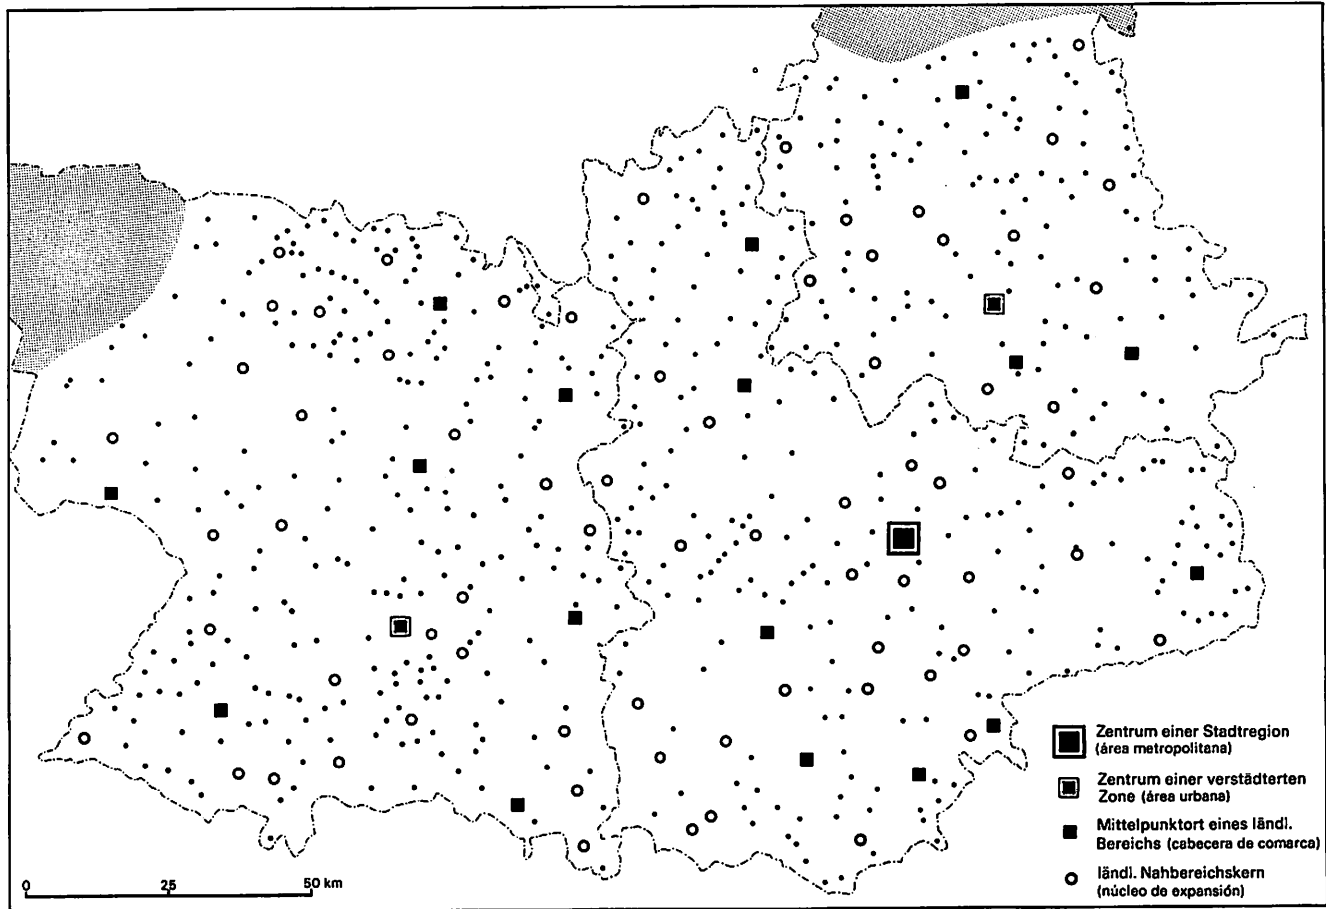 Zentrum einer Stadtregion
(área metropolitana)
Zentrum einer verstädterten
Zone (área urbana)
Mittelpunktort eines ländl.
Bereichs (cabecera de comarca)
ländl. Nahbereichskern
(núcleo de expansión)
0 25 50 km